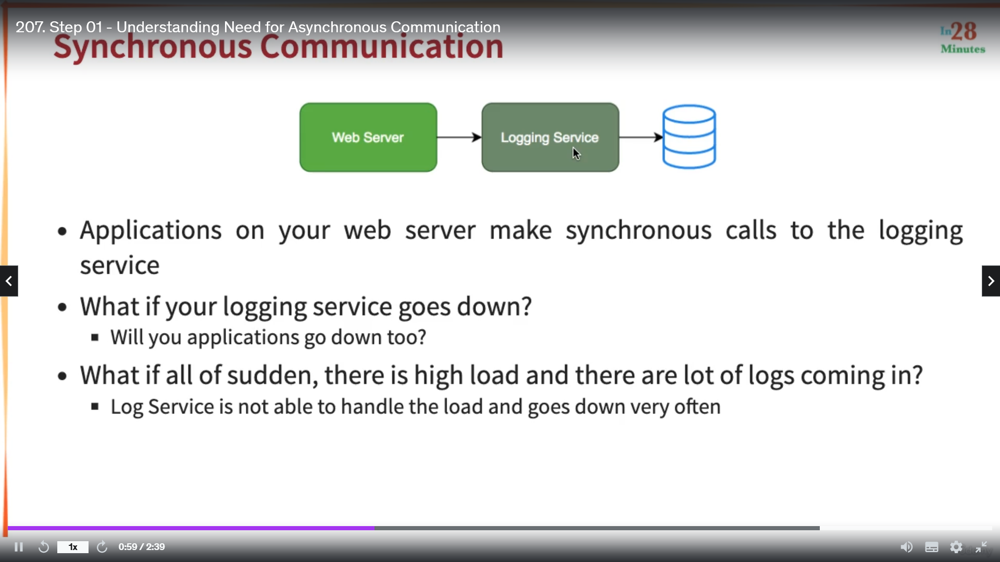 207. Step 01 - Understanding Need for Asynchronous Communication
Synchronous Communication
In28
Minutes
Web Server
Logging Service
• Applications on your web server make synchronous calls to the logging
service
• What if your logging service goes down?
▪ Will you applications go down too?
• What if all of sudden, there is high load and there are lot of logs coming in?
▪ Log Service is not able to handle the load and goes down very often
1x
0:59 / 2:39